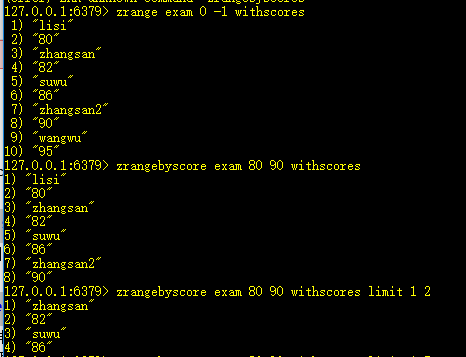 127.0.0.1:6379> zrange exam 0 -1 withscores
1) "lisi"
2) "80"
3) "zhangsan"
4) "82"
5) "suwu"
6) "86"
7) "zhangsan2"
8) "90"
9) "wangwu"
10) "95"
127.0.0.1:6379> zrangebyscore exam 80 90 withscores
1) "lisi"
2) "80"
3) "zhangsan"
4) "82"
5) "suwu"
6) "86"
7) "zhangsan2"
8) "90"
127.0.0.1:6379> zrangebyscore exam 80 90 withscores limit 1 2
1) "zhangsan"
2) "82"
3) "suwu"
4) "86"